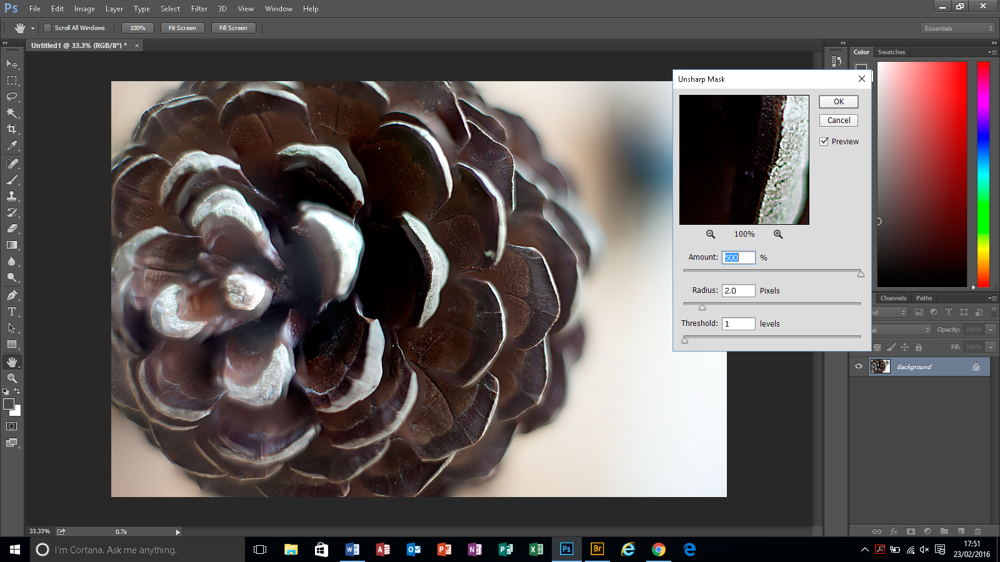 Ps File Edit Image Layer Type Select Filter 3D View Window Help
Scroll All Windows 100% Fit Screen Fill Screen Essentials
Untitled1 @ 33.3% (RGB/8*) *
Color Swatches
Unsharp Mask
OK
Cancel
Preview
100%
Amount: 500 %
Radius: 2.0 Pixels
Threshold: 1 levels
Channels Paths
Opacity: 100%
Fill: 100%
Background
33.33% 0.7s
I'm Cortana. Ask me anything.
Ps Br
17:51
23/02/2016